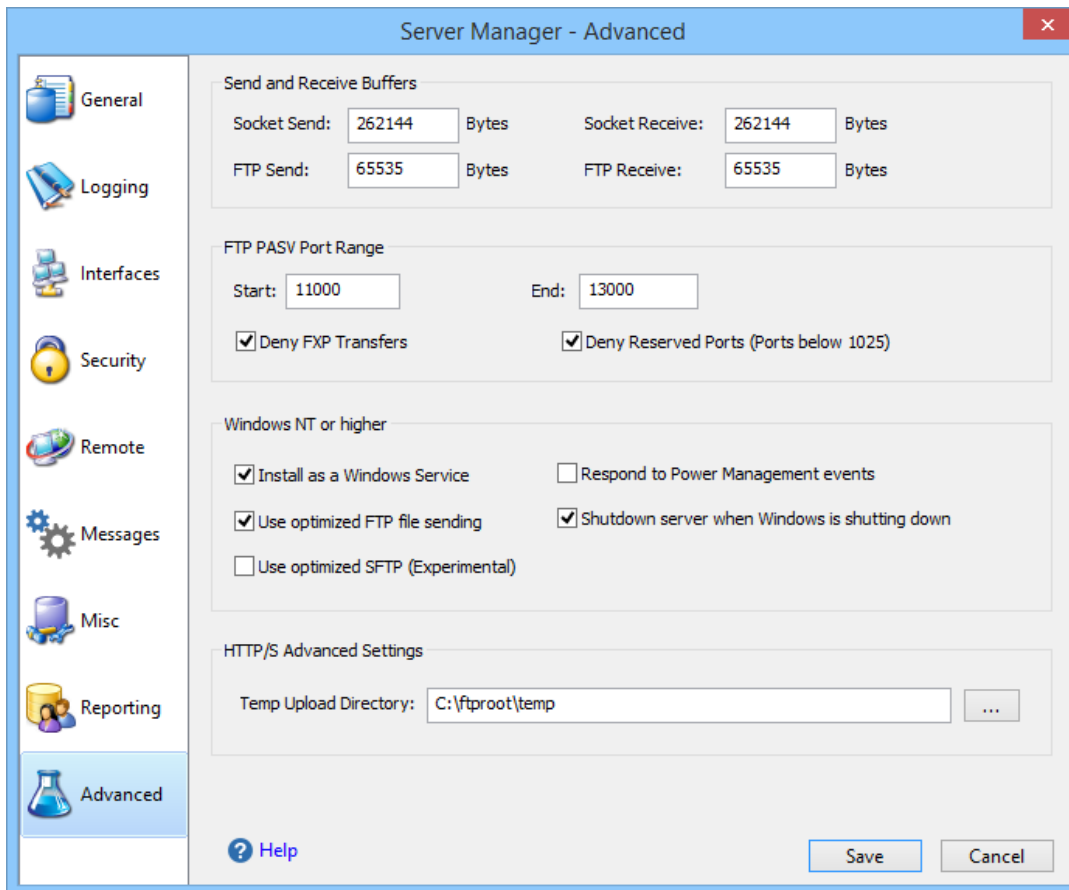 Server Manager - Advanced
General
Logging
Interfaces
Security
Remote
Messages
Misc
Reporting
Advanced
Send and Receive Buffers
Socket Send: 262144 Bytes Socket Receive: 262144 Bytes
FTP Send: 65535 Bytes FTP Receive: 65535 Bytes
FTP PASV Port Range
Start: 11000 End: 13000
Deny FXP Transfers Deny Reserved Ports (Ports below 1025)
Windows NT or higher
Install as a Windows Service Respond to Power Management events
Use optimized FTP file sending Shutdown server when Windows is shutting down
Use optimized SFTP (Experimental)
HTTP/S Advanced Settings
Temp Upload Directory: C:\ftproot\temp ...
? Help Save Cancel